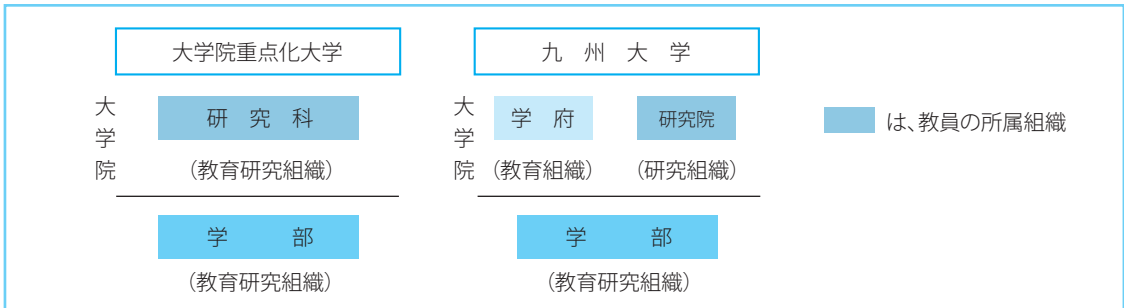 大学院重点化大学
大学院
研究科
(教育研究組織)
学部
(教育研究組織)
九州大学
大学院
学府
(教育組織)
研究院
(研究組織)
学部
(教育研究組織)
は、教員の所属組織